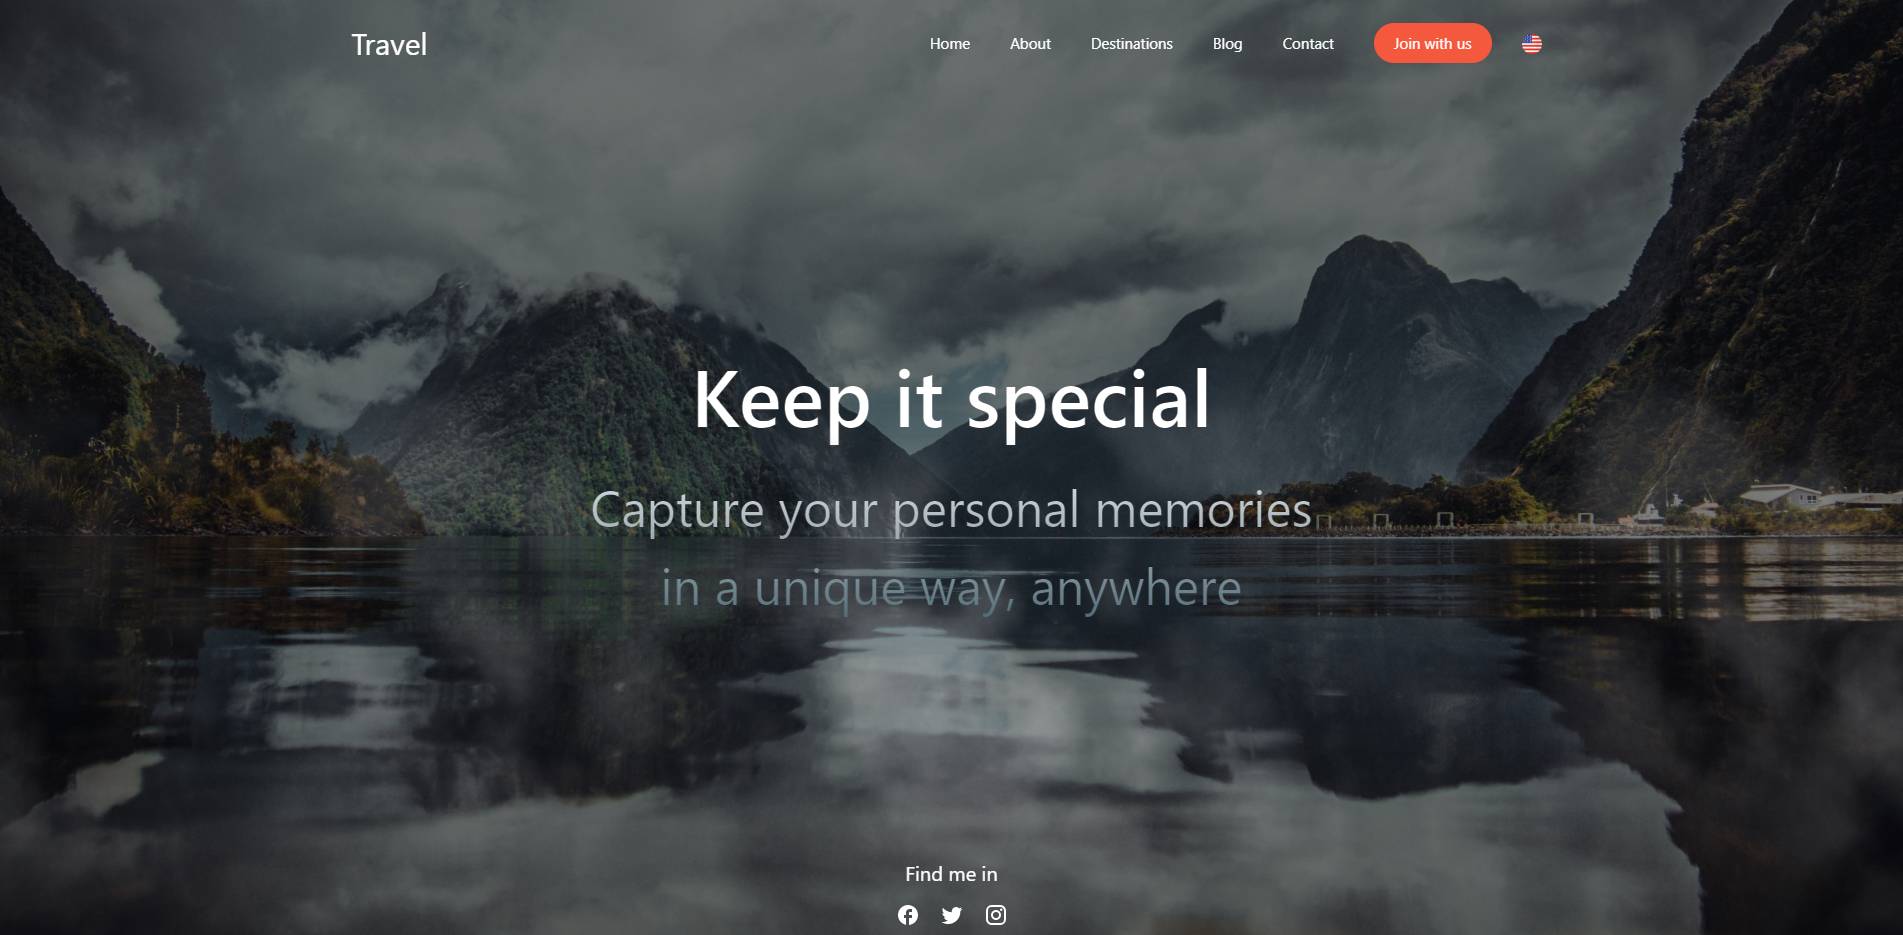 Travel
Home
About
Destinations
Blog
Contact
Join with us
Keep it special
Capture your personal memories
in a unique way, anywhere
Find me in